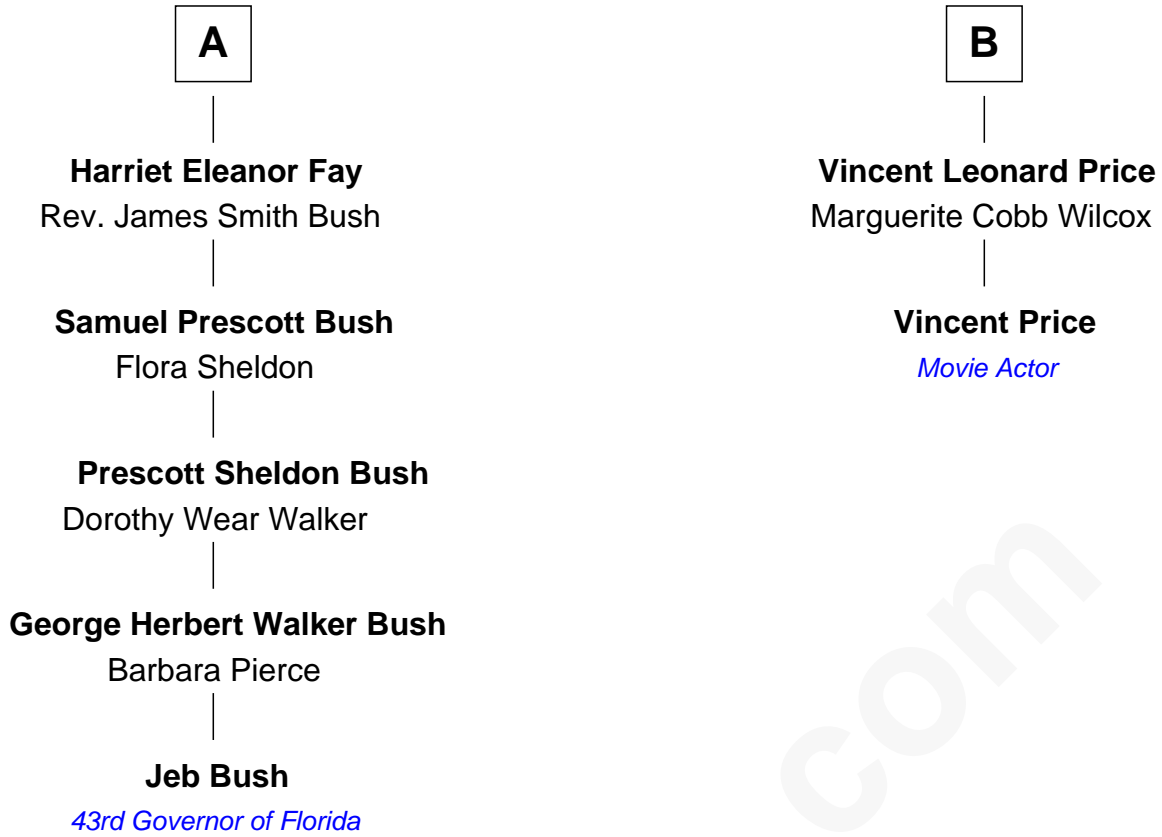 A
Harriet Eleanor Fay
Rev. James Smith Bush
Samuel Prescott Bush
Flora Sheldon
Prescott Sheldon Bush
Dorothy Wear Walker
George Herbert Walker Bush
Barbara Pierce
Jeb Bush
43rd Governor of Florida
B
Vincent Leonard Price
Marguerite Cobb Wilcox
Vincent Price
Movie Actor
com